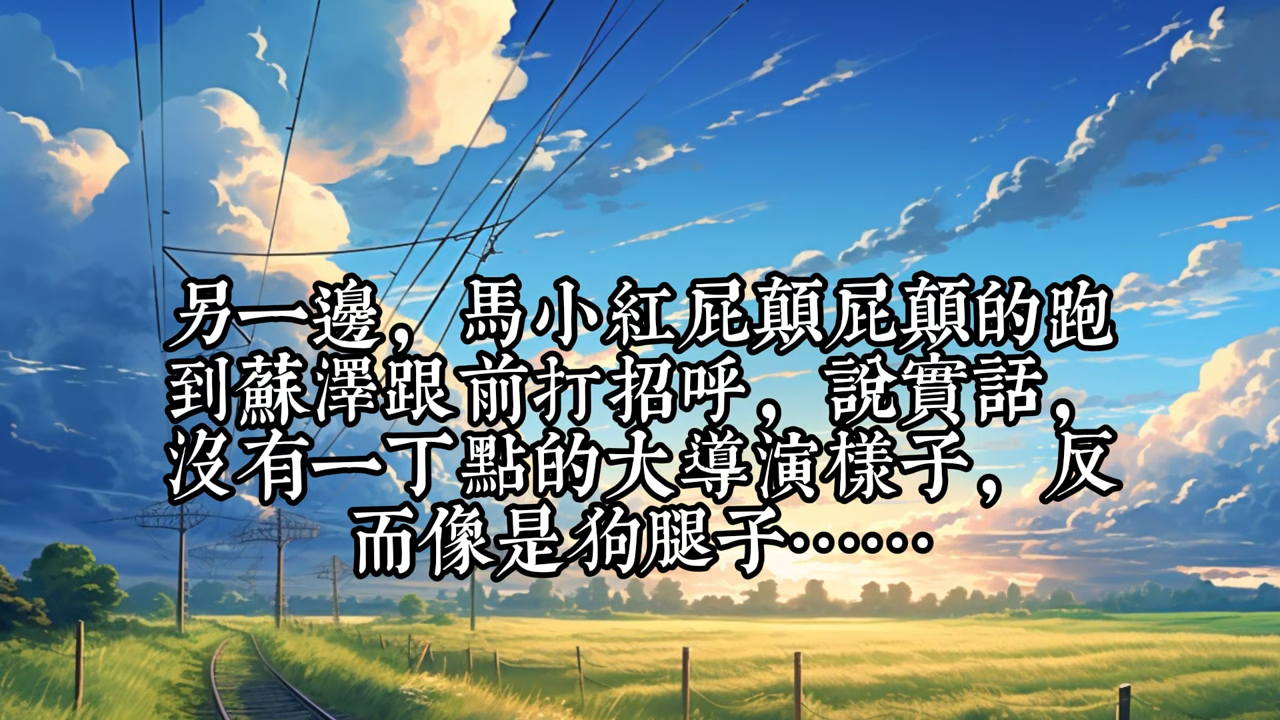 另一邊，馬小紅屁顛屁顛的跑
到蘇澤跟前打招呼，說實話，
沒有一丁點的大導演樣子，反
而像是狗腿子……